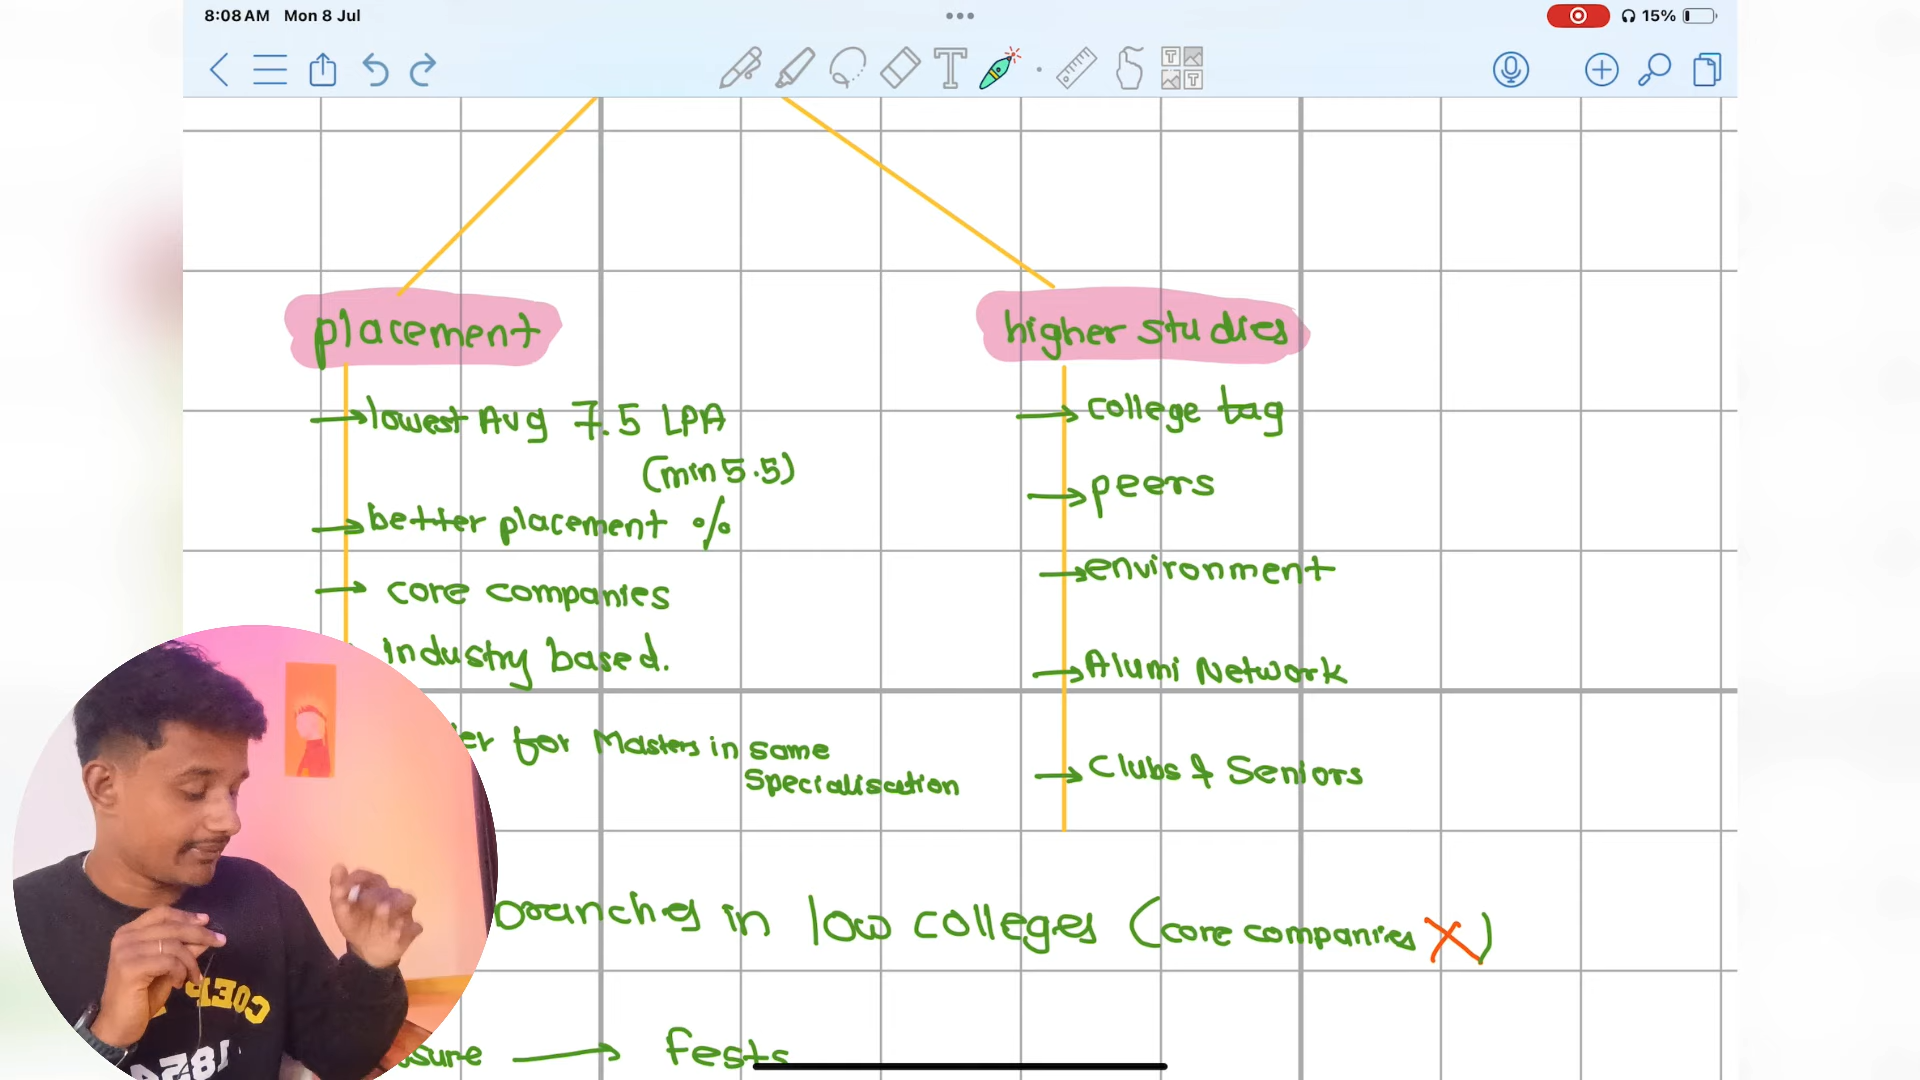 8:08 AM Mon 8 Jul
15%
placement
higher studies
lowest Avg 7.5 LPA
(min 5.5)
better placement %
core companies
industry based.
for Masters in same
Specialisation
college tag
peers
environment
Alumi Network
Clubs & Seniors
branches in low colleges (core companies X)
→ fests
COEP